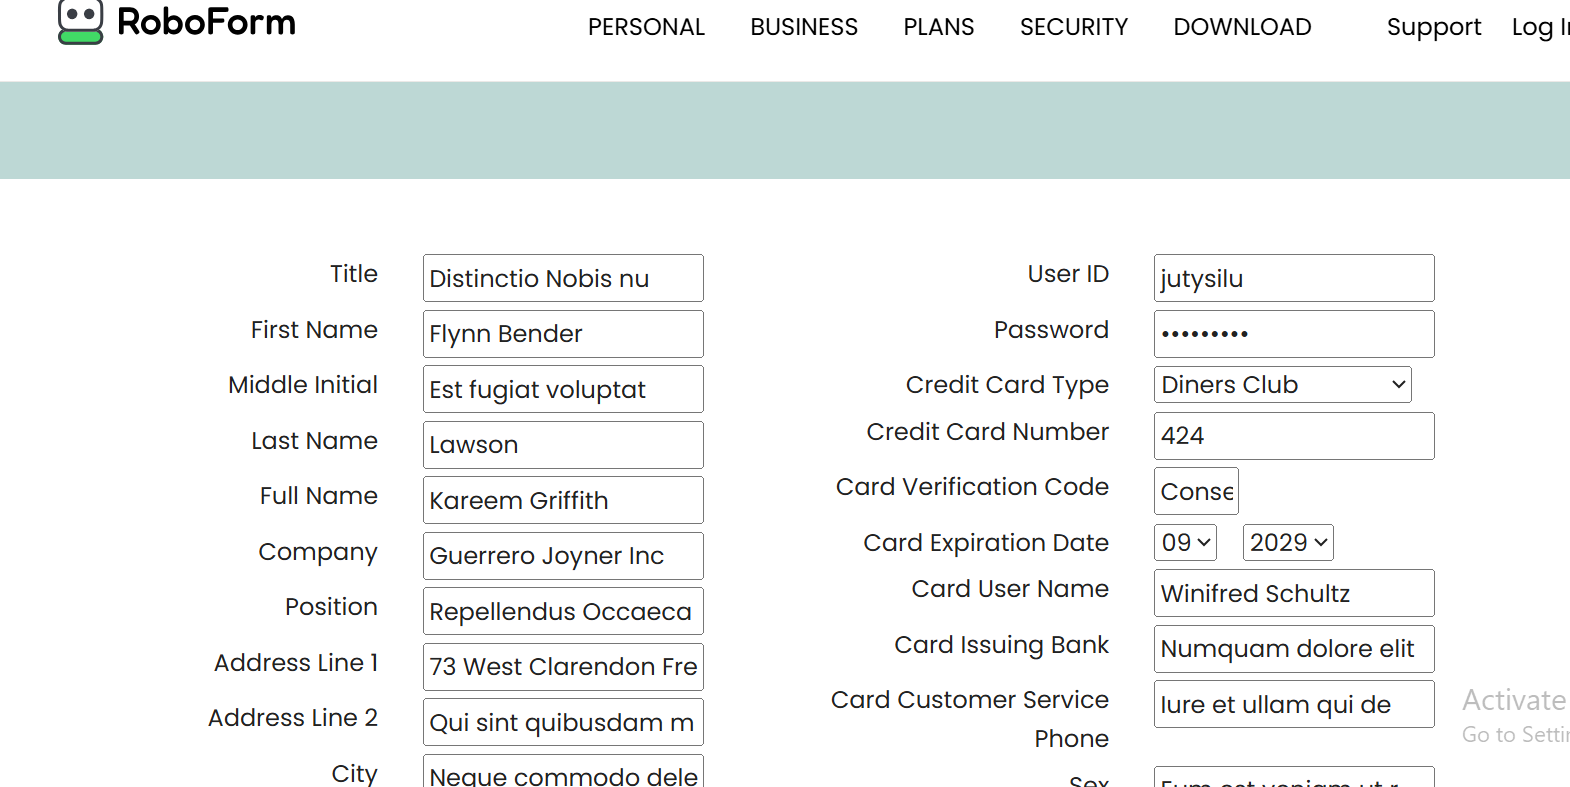 RoboForm PERSONAL BUSINESS PLANS SECURITY DOWNLOAD Support Log
Title Distinctio Nobis nu
First Name Flynn Bender
Middle Initial Est fugiat voluptat
Last Name Lawson
Full Name Kareem Griffith
Company Guerrero Joyner Inc
Position Repellendus Occaeca
Address Line 1 73 West Clarendon Fre
Address Line 2 Qui sint quibusdam m
City Neque commodo dele
User ID jutysilu
Password •••••••••
Credit Card Type Diners Club
Credit Card Number 424
Card Verification Code Conse
Card Expiration Date 09 2029
Card User Name Winifred Schultz
Card Issuing Bank Numquam dolore elit
Card Customer Service Iure et ullam qui de
Phone
Sex
Activate
Go to